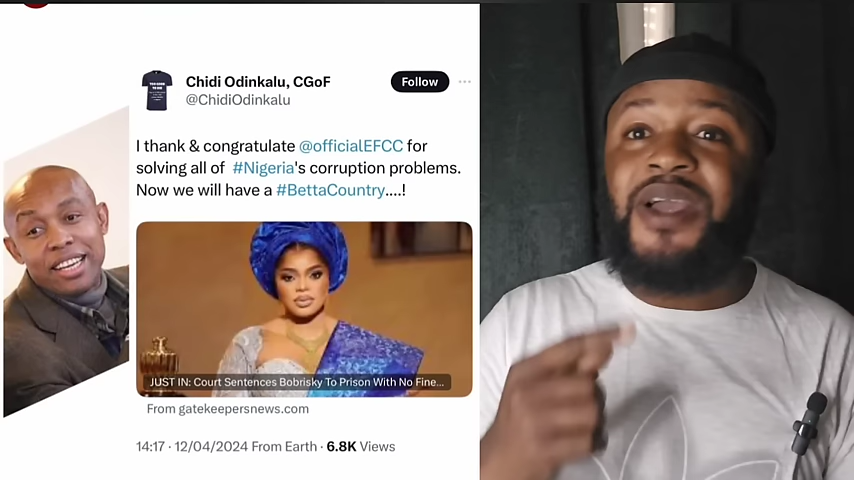 Chidi Odinkalu, CGoF
@ChidiOdinkalu
Follow
I thank & congratulate @officialEFCC for
solving all of #Nigeria's corruption problems.
Now we will have a #BettaCountry....!
JUST IN: Court Sentences Bobrisky To Prison With No Fine...
From gatekeepersnews.com
14:17 · 12/04/2024 From Earth · 6.8K Views